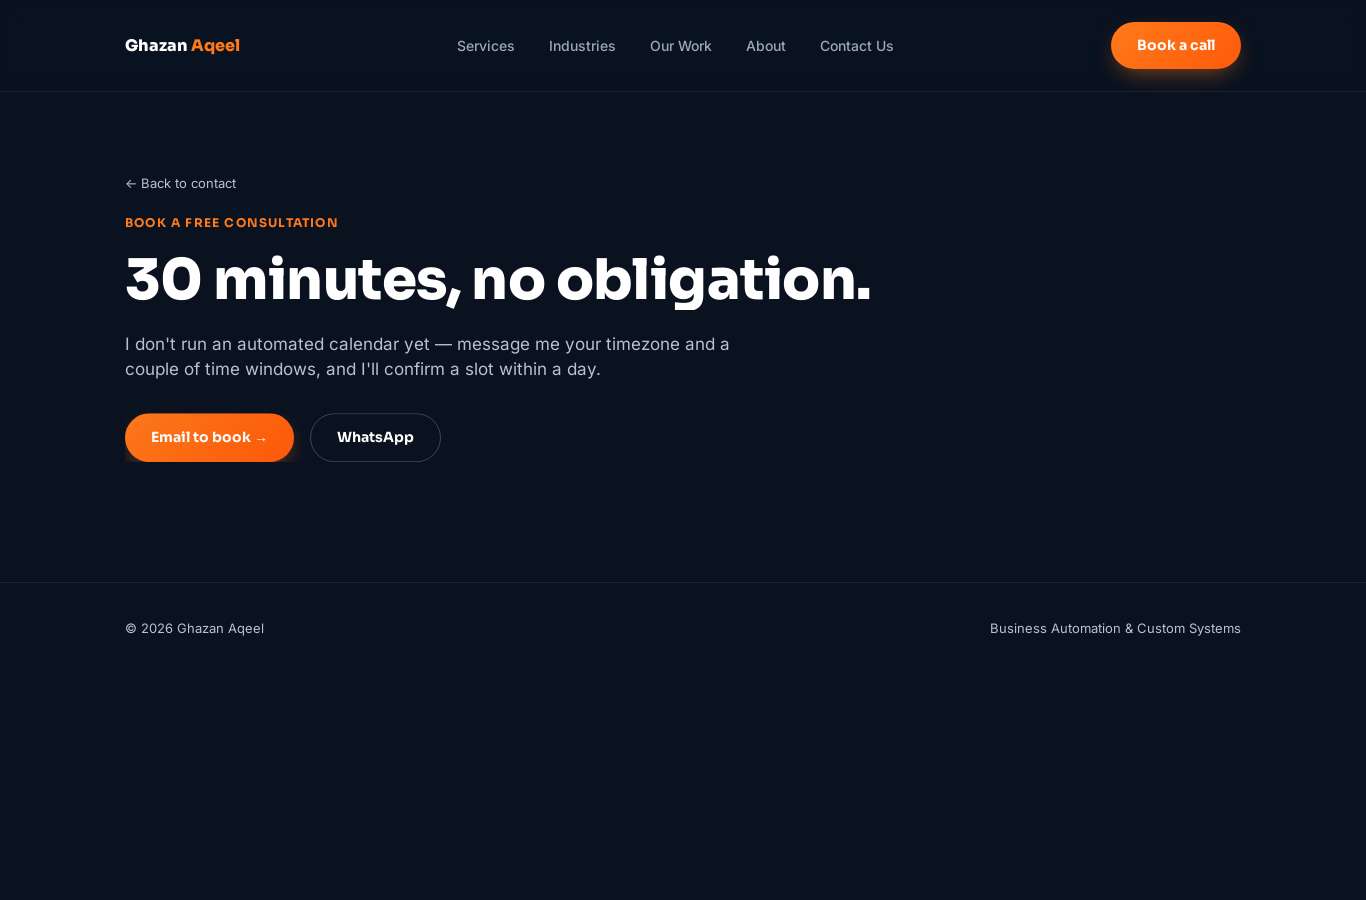 Ghazan Aqeel
Services
Industries
Our Work
About
Contact Us
Book a call
← Back to contact
BOOK A FREE CONSULTATION
30 minutes, no obligation.
I don't run an automated calendar yet — message me your timezone and a
couple of time windows, and I'll confirm a slot within a day.
Email to book →
WhatsApp
© 2026 Ghazan Aqeel
Business Automation & Custom Systems